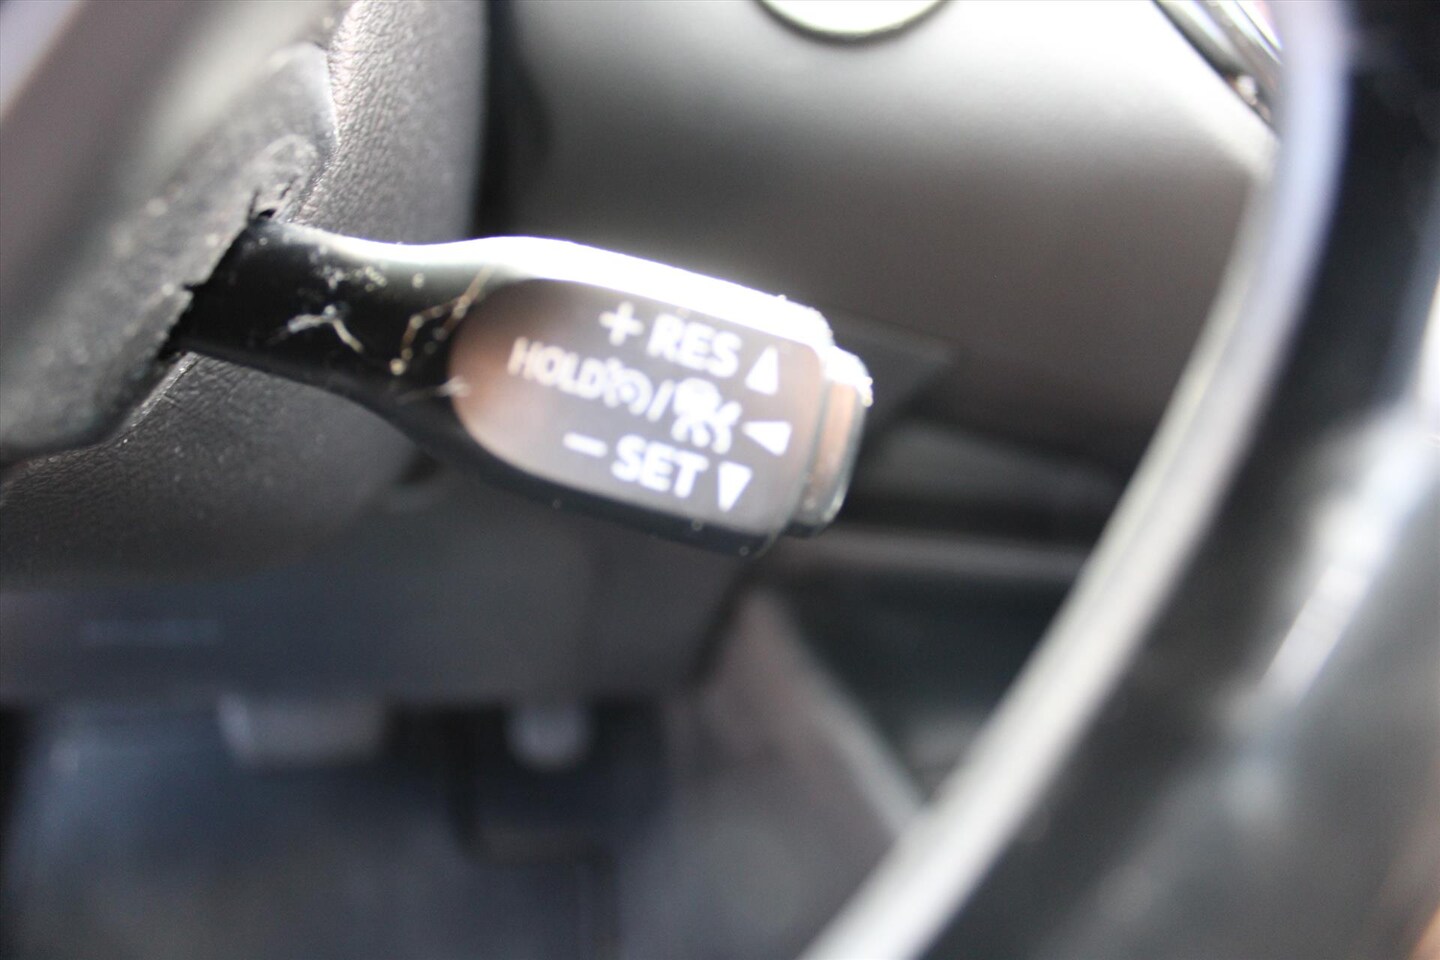 + RES ▲
HOLD / ◀
− SET ▼